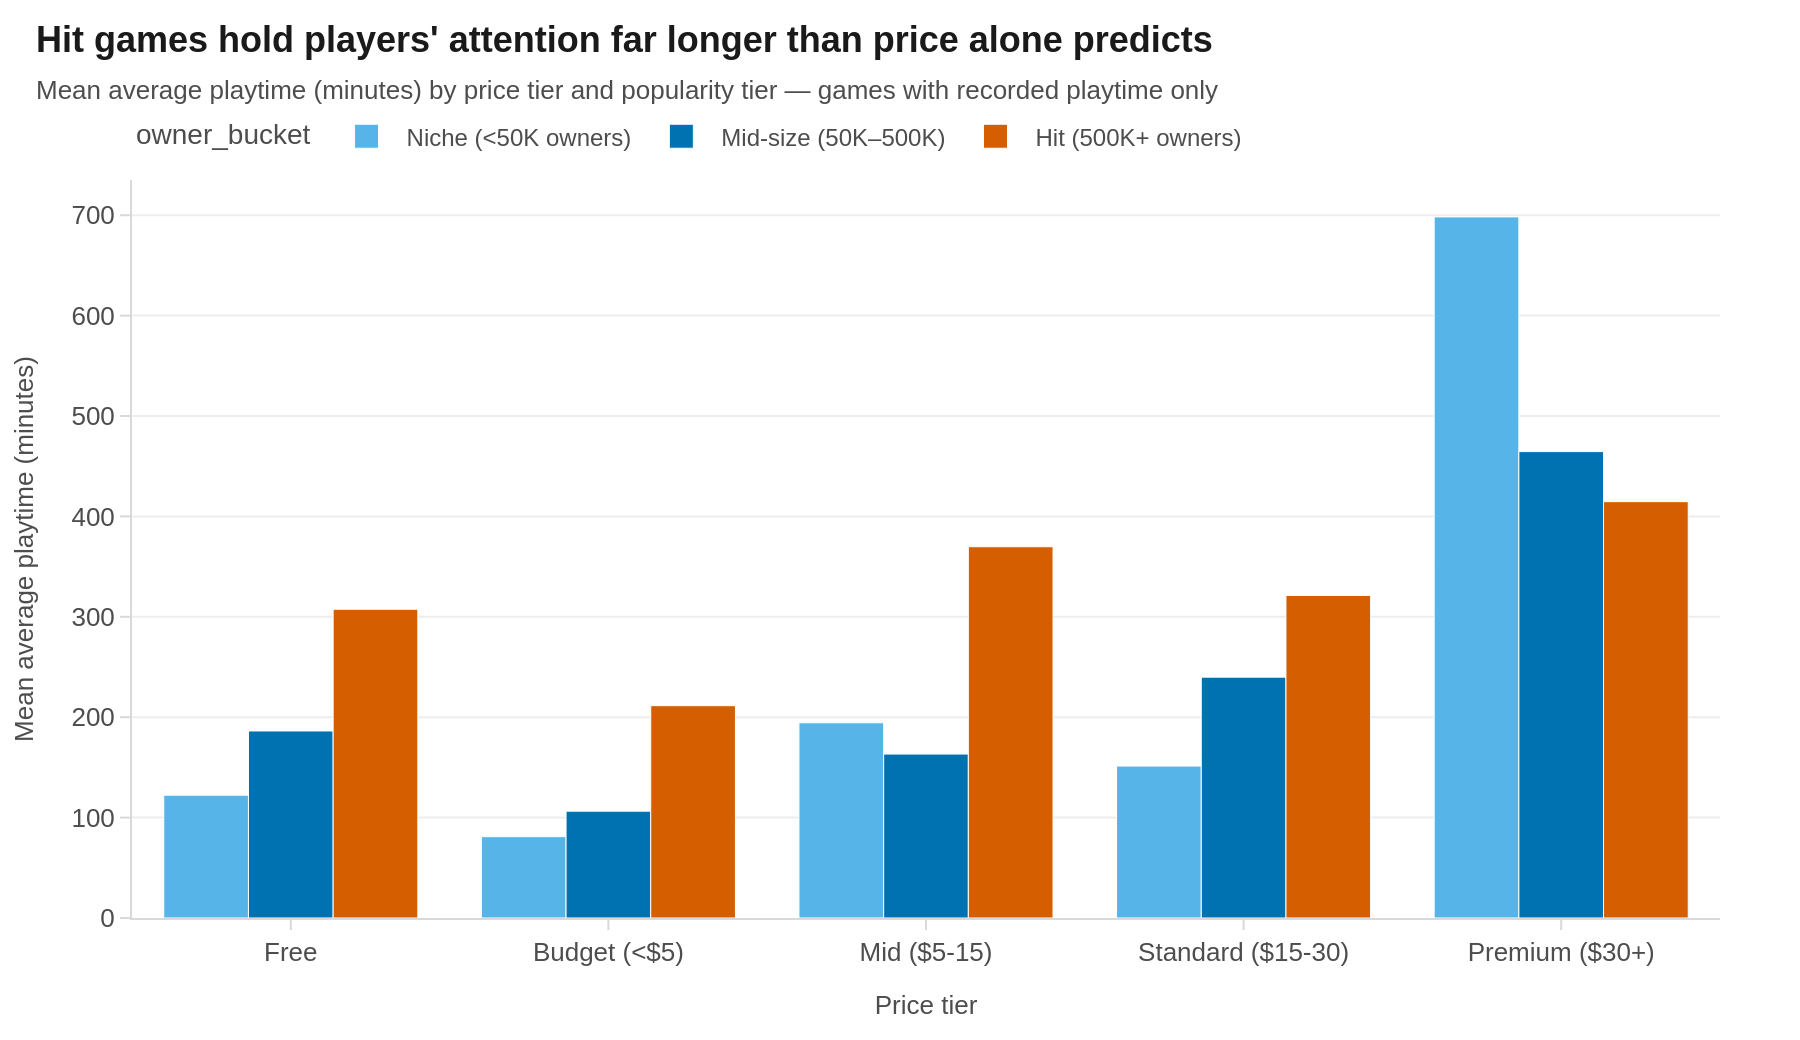 Hit games hold players' attention far longer than price alone predicts
Mean average playtime (minutes) by price tier and popularity tier — games with recorded playtime only
owner_bucket Niche (<50K owners) Mid-size (50K–500K) Hit (500K+ owners)
Mean average playtime (minutes)
700
600
500
400
300
200
100
0
Free Budget (<$5) Mid ($5-15) Standard ($15-30) Premium ($30+)
Price tier